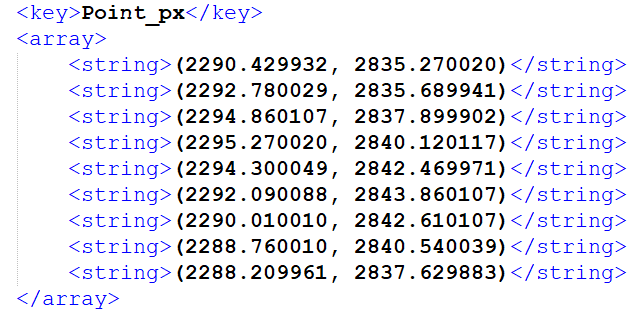 <key>Point_px</key>
<array>
<string>(2290.429932, 2835.270020)</string>
<string>(2292.780029, 2835.689941)</string>
<string>(2294.860107, 2837.899902)</string>
<string>(2295.270020, 2840.120117)</string>
<string>(2294.300049, 2842.469971)</string>
<string>(2292.090088, 2843.860107)</string>
<string>(2290.010010, 2842.610107)</string>
<string>(2288.760010, 2840.540039)</string>
<string>(2288.209961, 2837.629883)</string>
</array>